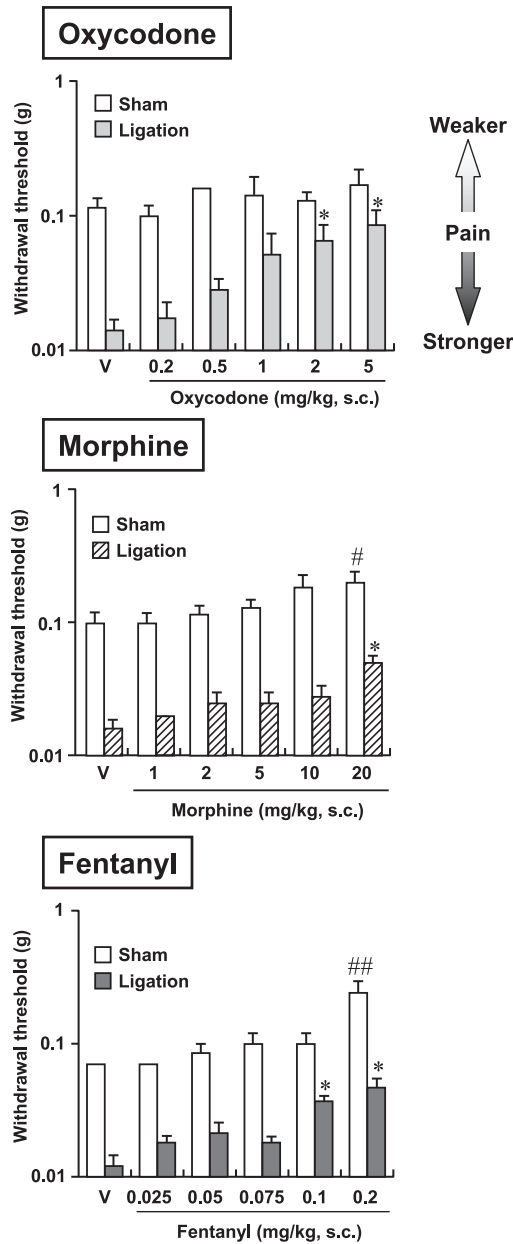 Oxycodone
Withdrawal threshold (g)
1
0.1
0.01
Sham
Ligation
*
*
V
0.2
0.5
1
2
5
Oxycodone (mg/kg, s.c.)
Weaker
Pain
Stronger
Morphine
Withdrawal threshold (g)
1
0.1
0.01
Sham
Ligation
#
*
V
1
2
5
10
20
Morphine (mg/kg, s.c.)
Fentanyl
Withdrawal threshold (g)
1
0.1
0.01
Sham
Ligation
##
*
*
V
0.025
0.05
0.075
0.1
0.2
Fentanyl (mg/kg, s.c.)